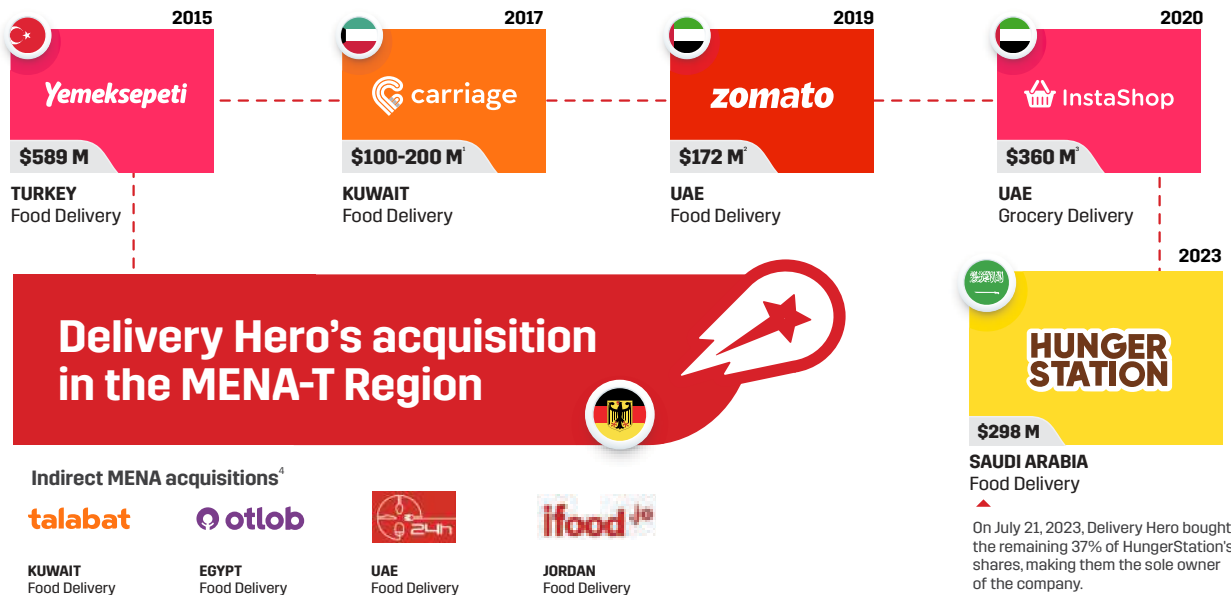 2015
Yemeksepeti
$589 M
TURKEY
Food Delivery
2017
carriage
$100-200 M¹
KUWAIT
Food Delivery
2019
zomato
$172 M²
UAE
Food Delivery
2020
InstaShop
$360 M³
UAE
Grocery Delivery
Delivery Hero's acquisition
in the MENA-T Region
2023
HUNGER
STATION
$298 M
SAUDI ARABIA
Food Delivery
On July 21, 2023, Delivery Hero bought
the remaining 37% of HungerStation's
shares, making them the sole owner
of the company.
Indirect MENA acquisitions⁴
talabat
KUWAIT
Food Delivery
otlob
EGYPT
Food Delivery
24h
UAE
Food Delivery
ifood.jo
JORDAN
Food Delivery